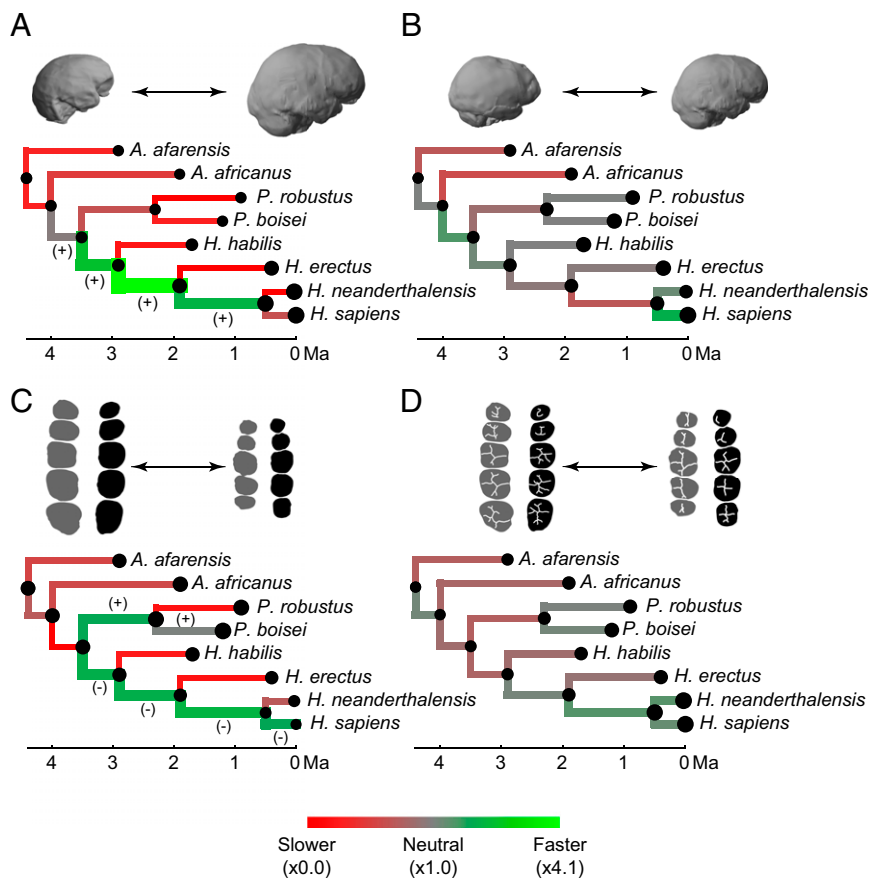 A
B
A. afarensis
A. africanus
P. robustus
P. boisei
(+)
H. habilis
(+)
H. erectus
(+)
H. neanderthalensis
(+)
H. sapiens
4 3 2 1 0 Ma
A. afarensis
A. africanus
P. robustus
P. boisei
H. habilis
H. erectus
H. neanderthalensis
H. sapiens
4 3 2 1 0 Ma
C
D
A. afarensis
A. africanus
(+)
P. robustus
(+)
P. boisei
H. habilis
(-)
H. erectus
(-)
H. neanderthalensis
(-)
H. sapiens
(-)
4 3 2 1 0 Ma
A. afarensis
A. africanus
P. robustus
P. boisei
H. habilis
H. erectus
H. neanderthalensis
H. sapiens
4 3 2 1 0 Ma
Slower Neutral Faster
(x0.0) (x1.0) (x4.1)